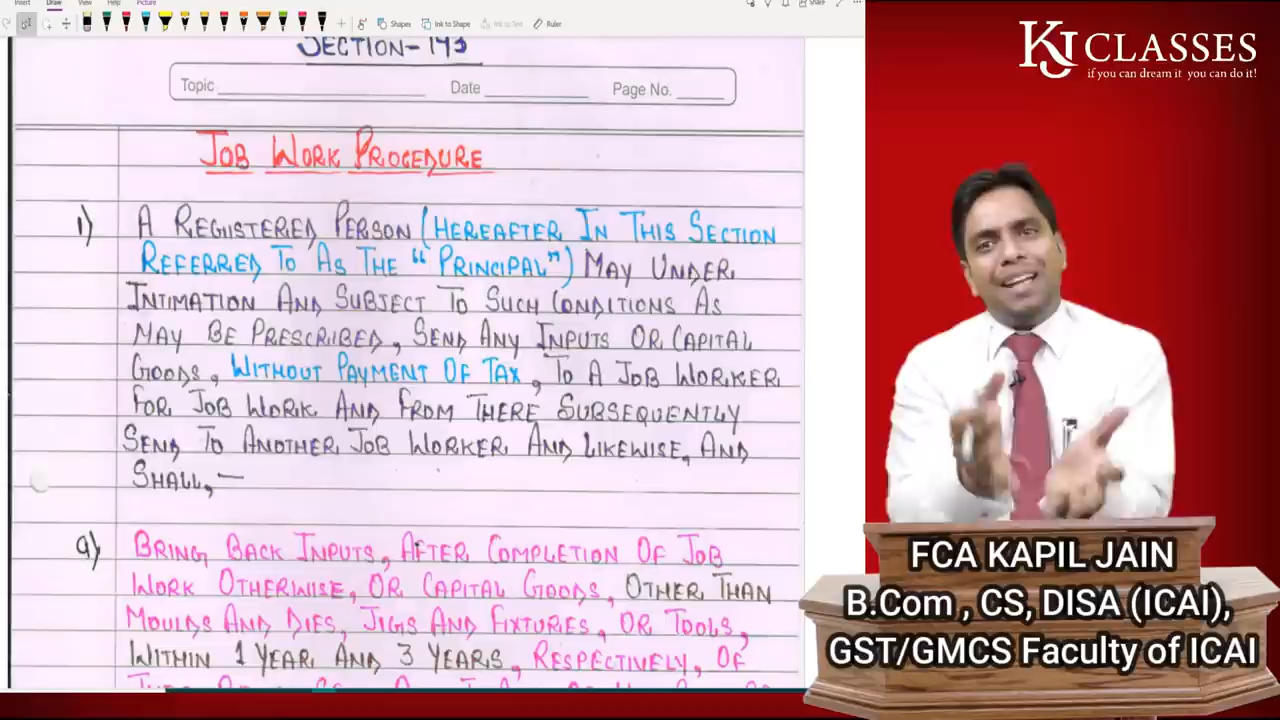 Insert Draw View Help Picture
Shapes Ink to Shape Ink to Text Ruler
Share
SECTION-143
Topic Date Page No.
JOB WORK PROCEDURE
1) A REGISTERED PERSON (HEREAFTER IN THIS SECTION
REFERRED TO AS THE "PRINCIPAL") MAY UNDER
INTIMATION AND SUBJECT TO SUCH CONDITIONS AS
MAY BE PRESCRIBED, SEND ANY INPUTS OR CAPITAL
GOODS, WITHOUT PAYMENT OF TAX, TO A JOB WORKER
FOR JOB WORK AND FROM THERE SUBSEQUENTLY
SEND TO ANOTHER JOB WORKER AND LIKEWISE, AND
SHALL,—
a) BRING BACK INPUTS, AFTER COMPLETION OF JOB
WORK OTHERWISE, OR CAPITAL GOODS, OTHER THAN
MOULDS AND DIES, JIGS AND FIXTURES, OR TOOLS,
WITHIN 1 YEAR AND 3 YEARS, RESPECTIVELY, OF
KJ CLASSES
if you can dream it you can do it!
FCA KAPIL JAIN
B.Com , CS, DISA (ICAI),
GST/GMCS Faculty of ICAI